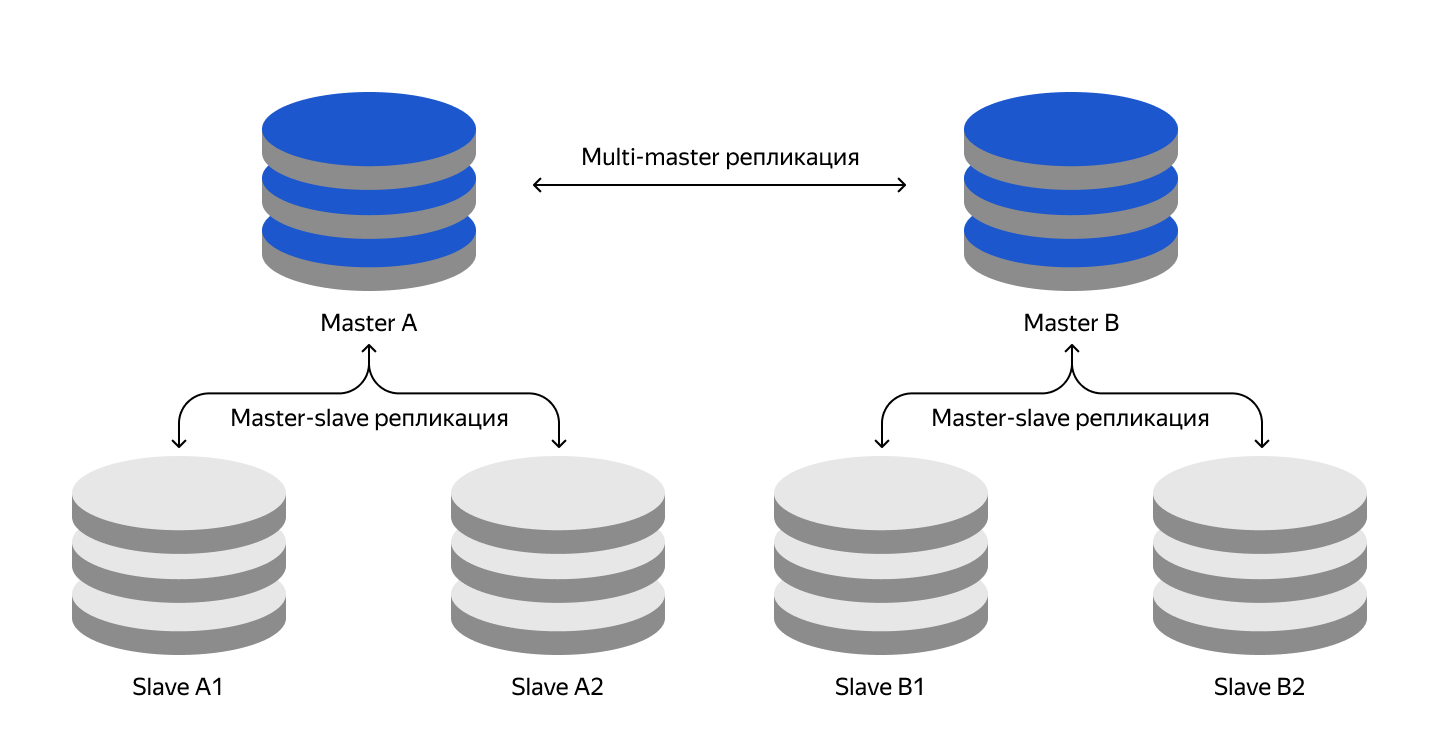 Multi-master репликация
Master A
Master B
Master-slave репликация
Master-slave репликация
Slave A1
Slave A2
Slave B1
Slave B2